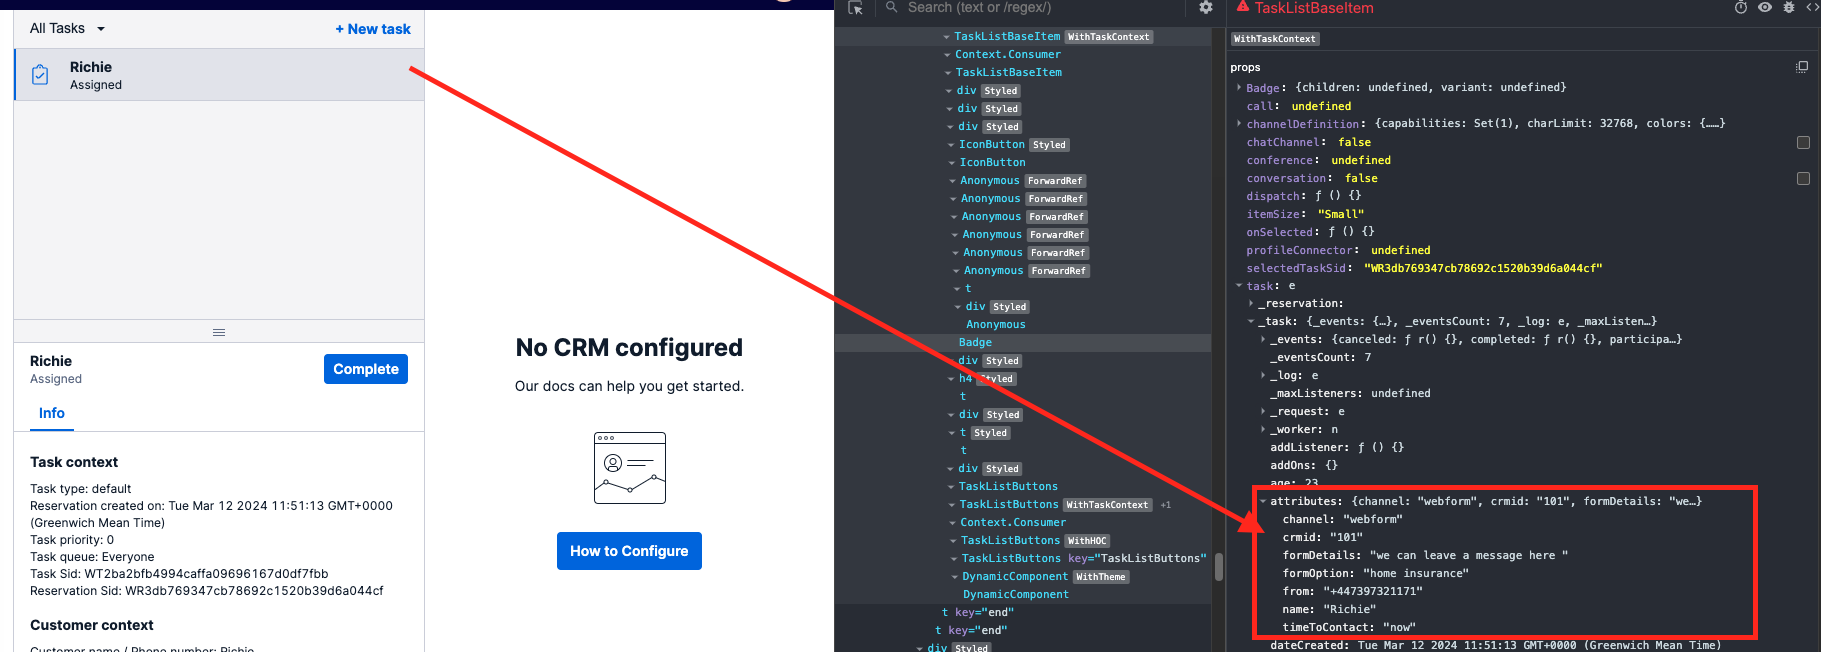 All Tasks
+ New task
Richie
Assigned
Richie
Assigned
Complete
Info
Task context
Task type: default
Reservation created on: Tue Mar 12 2024 11:51:13 GMT+0000
(Greenwich Mean Time)
Task priority: 0
Task queue: Everyone
Task Sid: WT2ba2bfb4994caffa09696167d0df7fbb
Reservation Sid: WR3db769347cb78692c1520b39d6a044cf
Customer context
Customer name / Phone number: Richie
No CRM configured
Our docs can help you get started.
How to Configure
Search (text or /regex/)
TaskListBaseItem WithTaskContext
Context.Consumer
TaskListBaseItem
div Styled
div Styled
div Styled
IconButton Styled
IconButton
Anonymous ForwardRef
Anonymous ForwardRef
Anonymous ForwardRef
Anonymous ForwardRef
Anonymous ForwardRef
Anonymous ForwardRef
t
div Styled
Anonymous
Badge
div Styled
h4 Styled
t
div Styled
t Styled
t
div Styled
TaskListButtons
TaskListButtons WithTaskContext +1
Context.Consumer
TaskListButtons WithHOC
TaskListButtons key="TaskListButtons"
DynamicComponent WithTheme
DynamicComponent
t key="end"
t key="end"
div Styled
TaskListBaseItem
WithTaskContext
props
Badge: {children: undefined, variant: undefined}
call: undefined
channelDefinition: {capabilities: Set(1), charLimit: 32768, colors: {……}
chatChannel: false
conference: undefined
conversation: false
dispatch: ƒ () {}
itemSize: "Small"
onSelected: ƒ () {}
profileConnector: undefined
selectedTaskSid: "WR3db769347cb78692c1520b39d6a044cf"
task: e
_reservation:
_task: {_events: {…}, _eventsCount: 7, _log: e, _maxListen…}
_events: {canceled: ƒ r() {}, completed: ƒ r() {}, participa…}
_eventsCount: 7
_log: e
_maxListeners: undefined
_request: e
_worker: n
addListener: ƒ () {}
addOns: {}
age: 23
attributes: {channel: "webform", crmid: "101", formDetails: "we…}
channel: "webform"
crmid: "101"
formDetails: "we can leave a message here "
formOption: "home insurance"
from: "+447397321171"
name: "Richie"
timeToContact: "now"
dateCreated: Tue Mar 12 2024 11:51:13 GMT+0000 (Greenwich Mean Time)